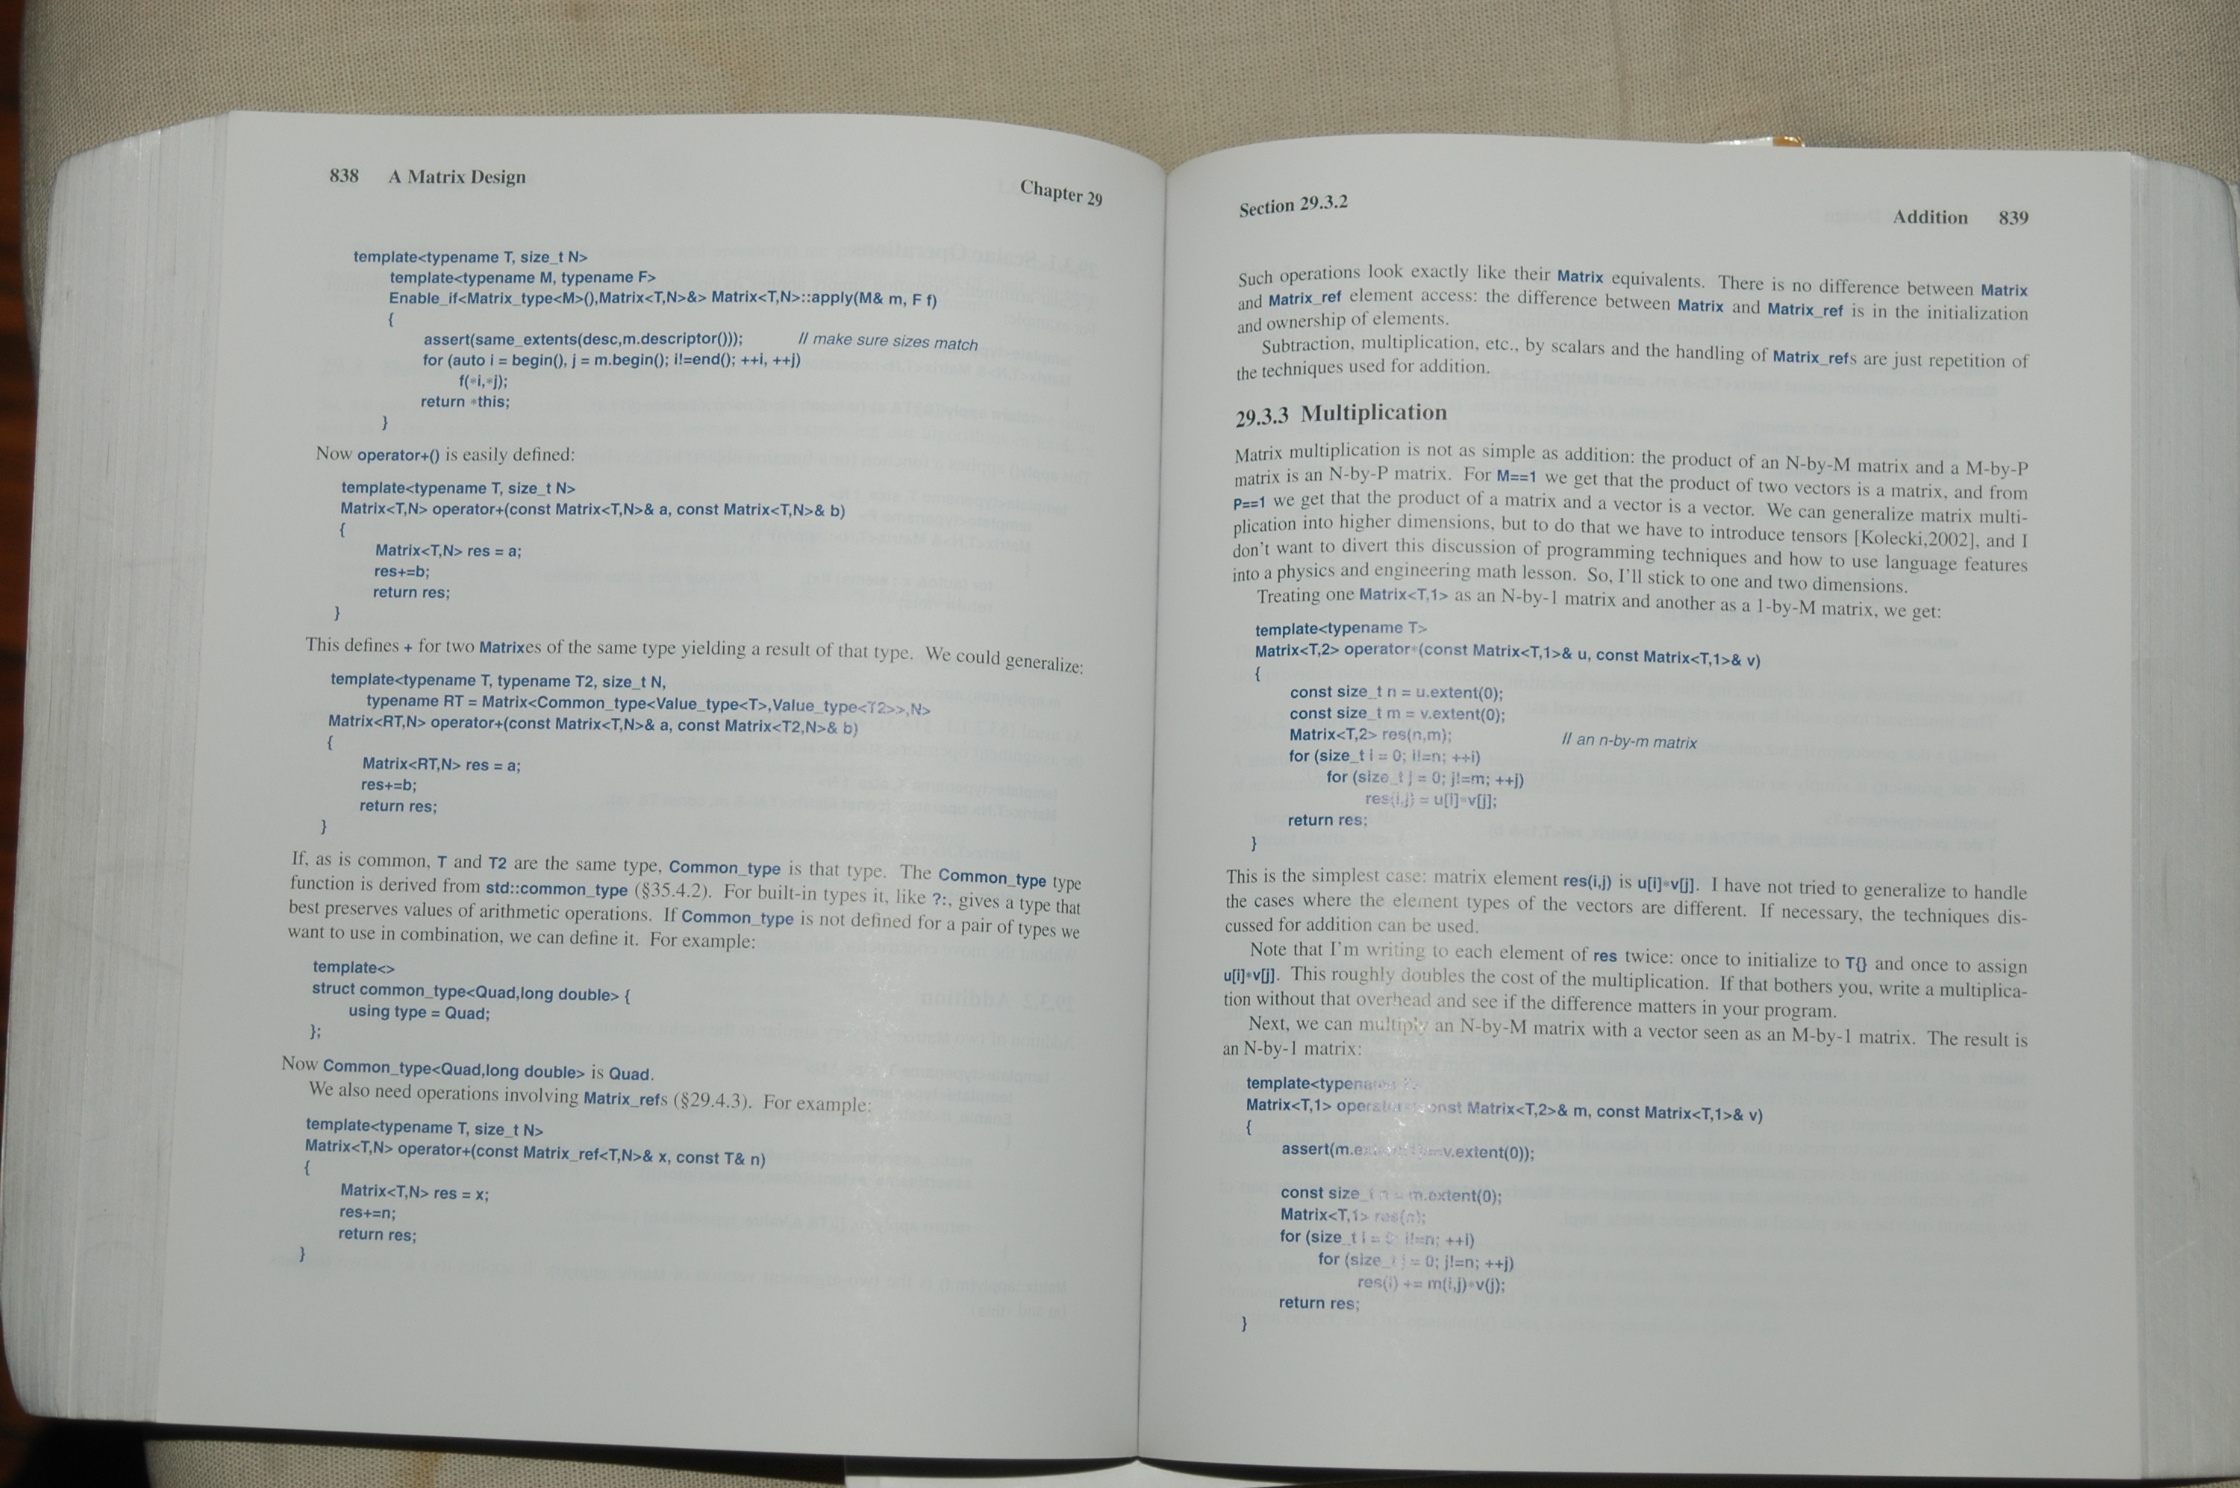 838 A Matrix Design Chapter 29
template<typename T, size_t N>
template<typename M, typename F>
Enable_if<Matrix_type<M>(),Matrix<T,N>&> Matrix<T,N>::apply(M& m, F f)
{
assert(same_extents(desc,m.descriptor())); // make sure sizes match
for (auto i = begin(), j = m.begin(); i!=end(); ++i, ++j)
f(*i,*j);
return *this;
}
Now operator+() is easily defined:
template<typename T, size_t N>
Matrix<T,N> operator+(const Matrix<T,N>& a, const Matrix<T,N>& b)
{
Matrix<T,N> res = a;
res+=b;
return res;
}
This defines + for two Matrixes of the same type yielding a result of that type. We could generalize:
template<typename T, typename T2, size_t N,
typename RT = Matrix<Common_type<Value_type<T>,Value_type<T2>>,N>
Matrix<RT,N> operator+(const Matrix<T,N>& a, const Matrix<T2,N>& b)
{
Matrix<RT,N> res = a;
res+=b;
return res;
}
If, as is common, T and T2 are the same type, Common_type is that type. The Common_type type
function is derived from std::common_type (§35.4.2). For built-in types it, like ?:, gives a type that
best preserves values of arithmetic operations. If Common_type is not defined for a pair of types we
want to use in combination, we can define it. For example:
template<>
struct common_type<Quad,long double> {
using type = Quad;
};
Now Common_type<Quad,long double> is Quad.
We also need operations involving Matrix_refs (§29.4.3). For example:
template<typename T, size_t N>
Matrix<T,N> operator+(const Matrix_ref<T,N>& x, const T& n)
{
Matrix<T,N> res = x;
res+=n;
return res;
}
Section 29.3.2 Addition 839
Such operations look exactly like their Matrix equivalents. There is no difference between Matrix
and Matrix_ref element access: the difference between Matrix and Matrix_ref is in the initialization
and ownership of elements.
Subtraction, multiplication, etc., by scalars and the handling of Matrix_refs are just repetition of
the techniques used for addition.
29.3.3 Multiplication
Matrix multiplication is not as simple as addition: the product of an N-by-M matrix and a M-by-P
matrix is an N-by-P matrix. For M==1 we get that the product of two vectors is a matrix, and from
P==1 we get that the product of a matrix and a vector is a vector. We can generalize matrix multi-
plication into higher dimensions, but to do that we have to introduce tensors [Kolecki,2002], and I
don't want to divert this discussion of programming techniques and how to use language features
into a physics and engineering math lesson. So, I'll stick to one and two dimensions.
Treating one Matrix<T,1> as an N-by-1 matrix and another as a 1-by-M matrix, we get:
template<typename T>
Matrix<T,2> operator*(const Matrix<T,1>& u, const Matrix<T,1>& v)
{
const size_t n = u.extent(0);
const size_t m = v.extent(0);
Matrix<T,2> res(n,m); // an n-by-m matrix
for (size_t i = 0; i!=n; ++i)
for (size_t j = 0; j!=m; ++j)
res(i,j) = u[i]*v[j];
return res;
}
This is the simplest case: matrix element res(i,j) is u[i]*v[j]. I have not tried to generalize to handle
the cases where the element types of the vectors are different. If necessary, the techniques dis-
cussed for addition can be used.
Note that I'm writing to each element of res twice: once to initialize to T{} and once to assign
u[i]*v[j]. This roughly doubles the cost of the multiplication. If that bothers you, write a multiplica-
tion without that overhead and see if the difference matters in your program.
Next, we can multiply an N-by-M matrix with a vector seen as an M-by-1 matrix. The result is
an N-by-1 matrix:
Matrix<T,1> Matrix<T,2>& m, const Matrix<T,1>& v)
{
const size_t n = m.extent(0);
Matrix<T,1> res(n);
for (size_t i = 0; i!=n; ++i)
for (size_t j = 0; j!=n; ++j)
res(i) += m(i,j)*v(j);
return res;
}